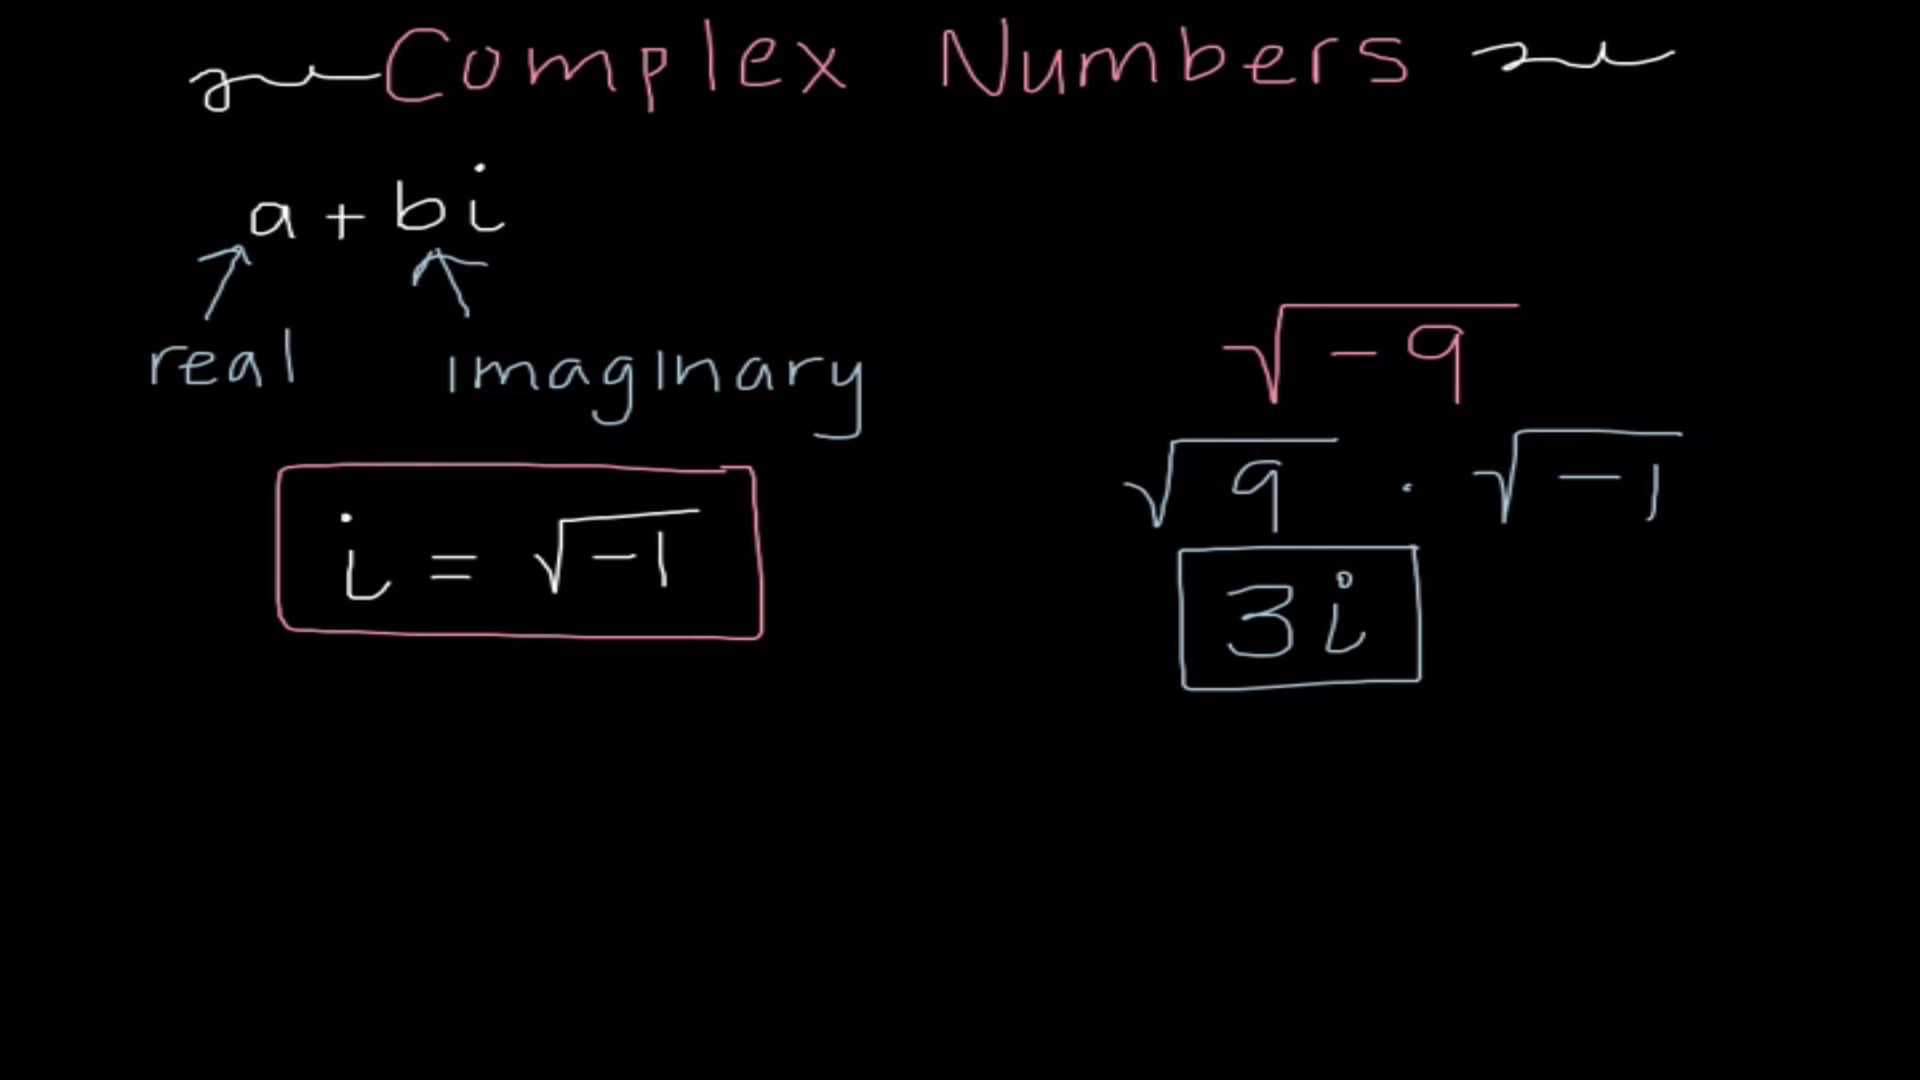 Complex Numbers
a + bi
real imaginary
i = √-1
√-9
√9 · √-1
3i